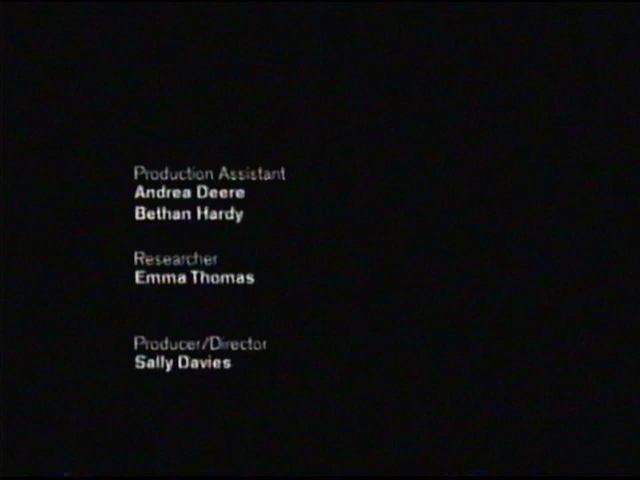 Production Assistant
Andrea Deere
Bethan Hardy
Researcher
Emma Thomas
Producer/Director
Sally Davies